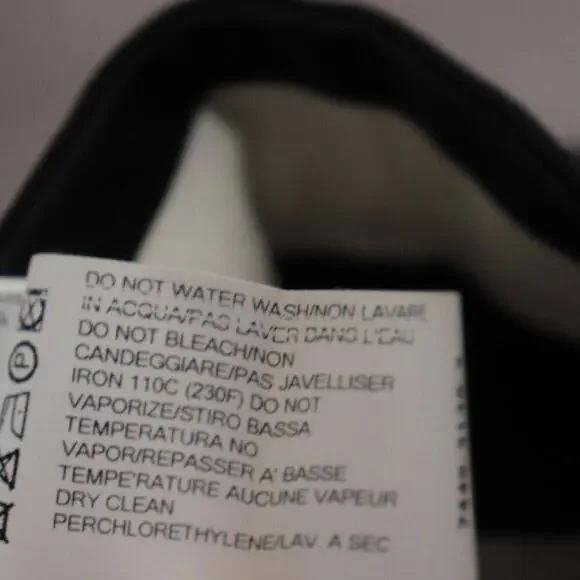 DO NOT WATER WASH/NON LAVARE
IN ACQUA/PAS LAVER DANS L'EAU
DO NOT BLEACH/NON
CANDEGGIARE/PAS JAVELLISER
IRON 110C (230F) DO NOT
VAPORIZE/STIRO BASSA
TEMPERATURA NO
VAPOR/REPASSER A' BASSE
TEMPE'RATURE AUCUNE VAPEUR
DRY CLEAN
PERCHLORETHYLENE/LAV. A SEC
P